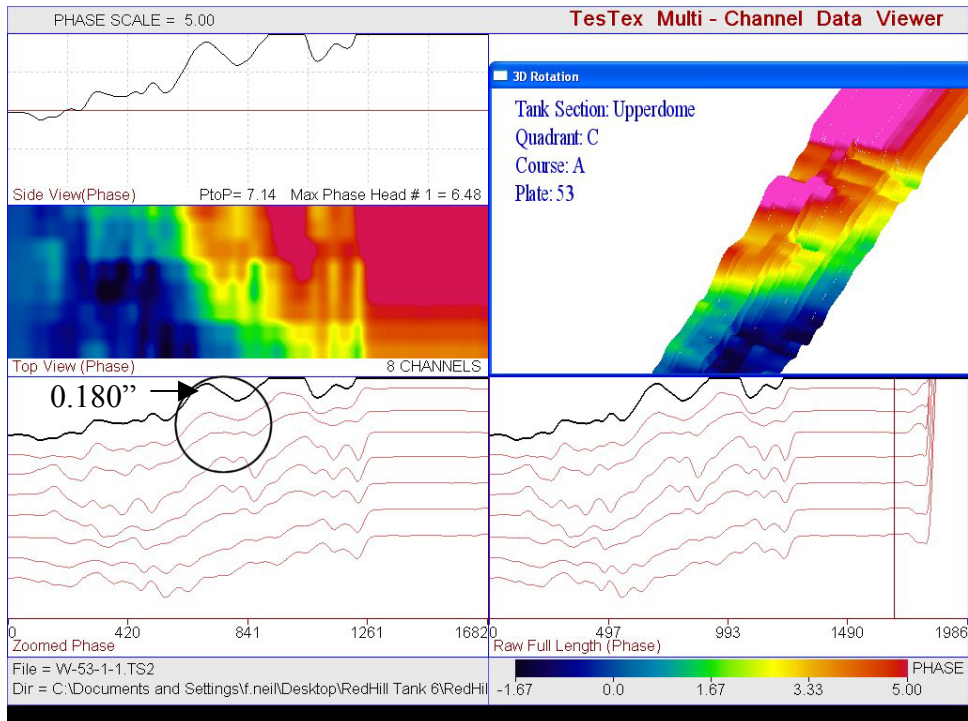 PHASE SCALE = 5.00
TesTex Multi - Channel Data Viewer
Side View(Phase) PtoP= 7.14 Max Phase Head # 1 = 6.48
3D Rotation
Tank Section: Upperdome
Quadrant: C
Course: A
Plate: 53
Top View (Phase) 8 CHANNELS
0.180”
0 420 841 1261 1682
Zoomed Phase
0 497 993 1490 1986
Raw Full Length (Phase)
File = W-53-1-1.TS2
Dir = C:\Documents and Settings\f.neil\Desktop\RedHill Tank 6\RedHil
PHASE
-1.67 0.0 1.67 3.33 5.00